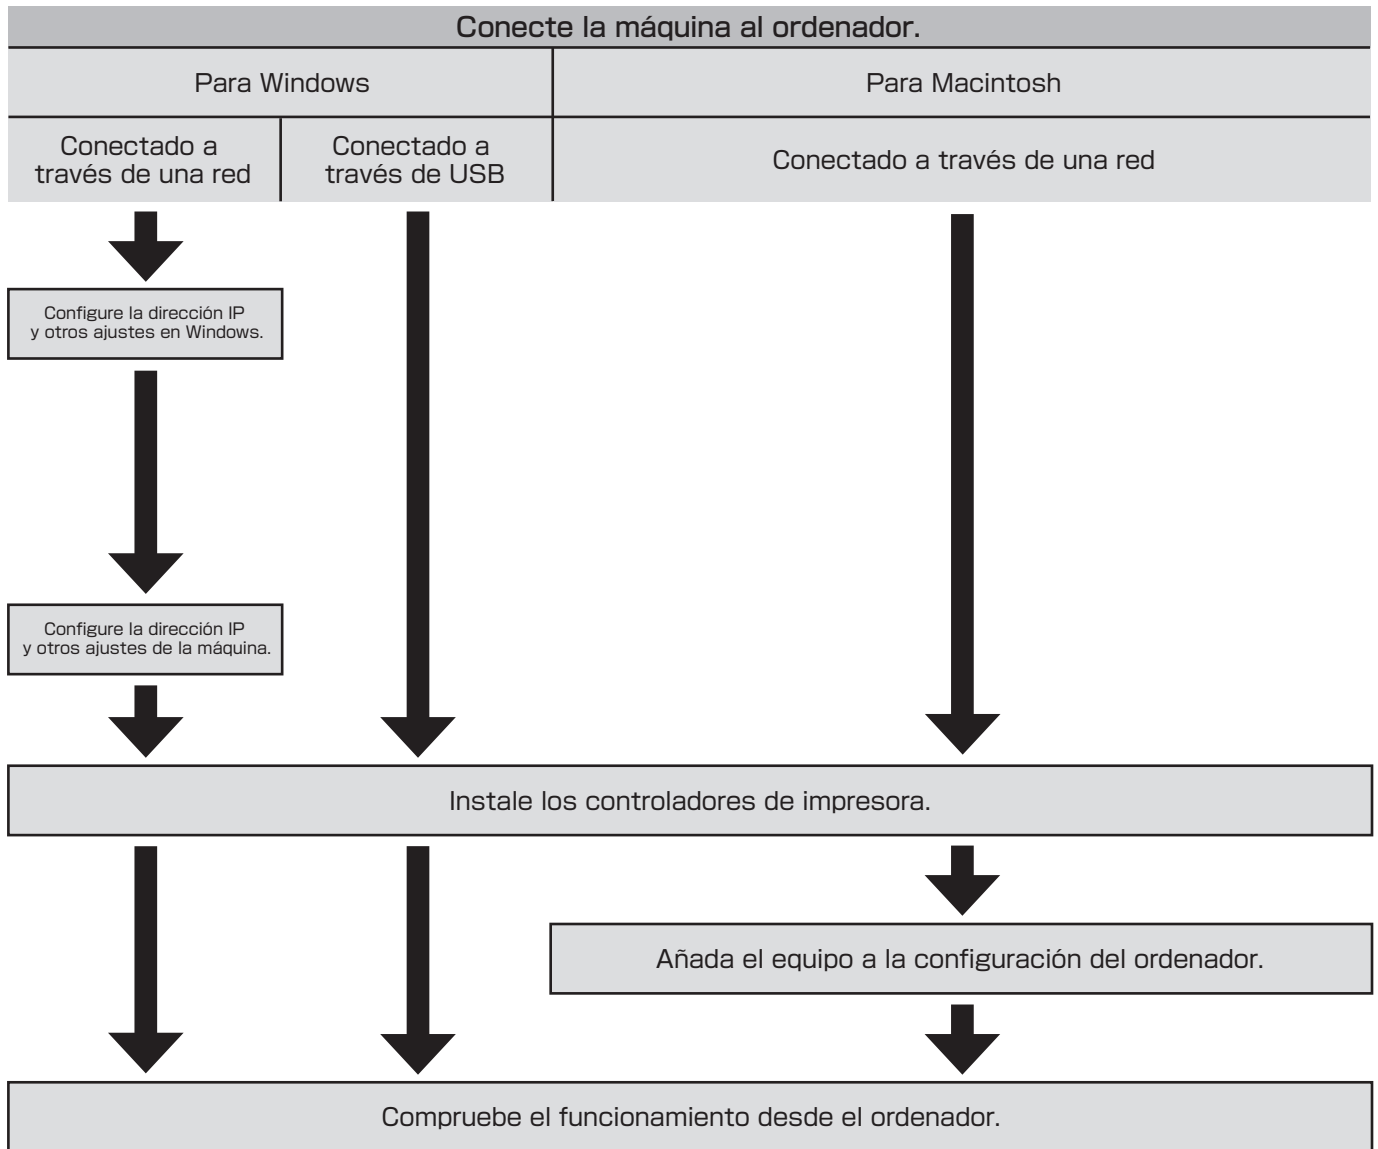 Conecte la máquina al ordenador.
Para Windows
Para Macintosh
Conectado a
través de una red
Conectado a
través de USB
Conectado a través de una red
Configure la dirección IP
y otros ajustes en Windows.
Configure la dirección IP
y otros ajustes de la máquina.
Instale los controladores de impresora.
Añada el equipo a la configuración del ordenador.
Compruebe el funcionamiento desde el ordenador.